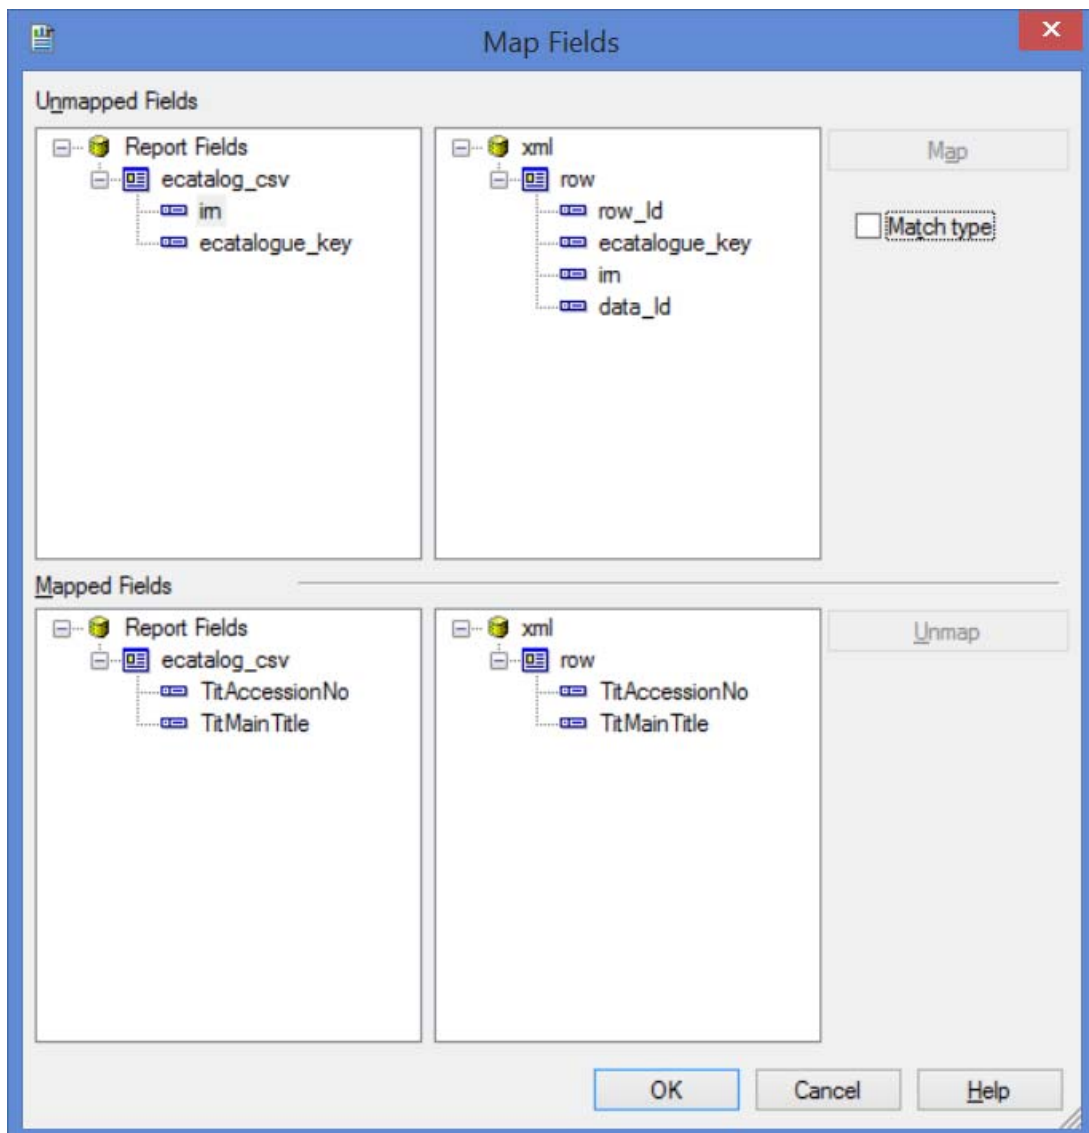 Map Fields
Unmapped Fields
Report Fields
ecatalog_csv
irn
ecatalogue_key
xml
row
row_Id
ecatalogue_key
irn
data_Id
Map
Match type
Mapped Fields
Report Fields
ecatalog_csv
TitAccessionNo
TitMainTitle
xml
row
TitAccessionNo
TitMainTitle
Unmap
OK
Cancel
Help